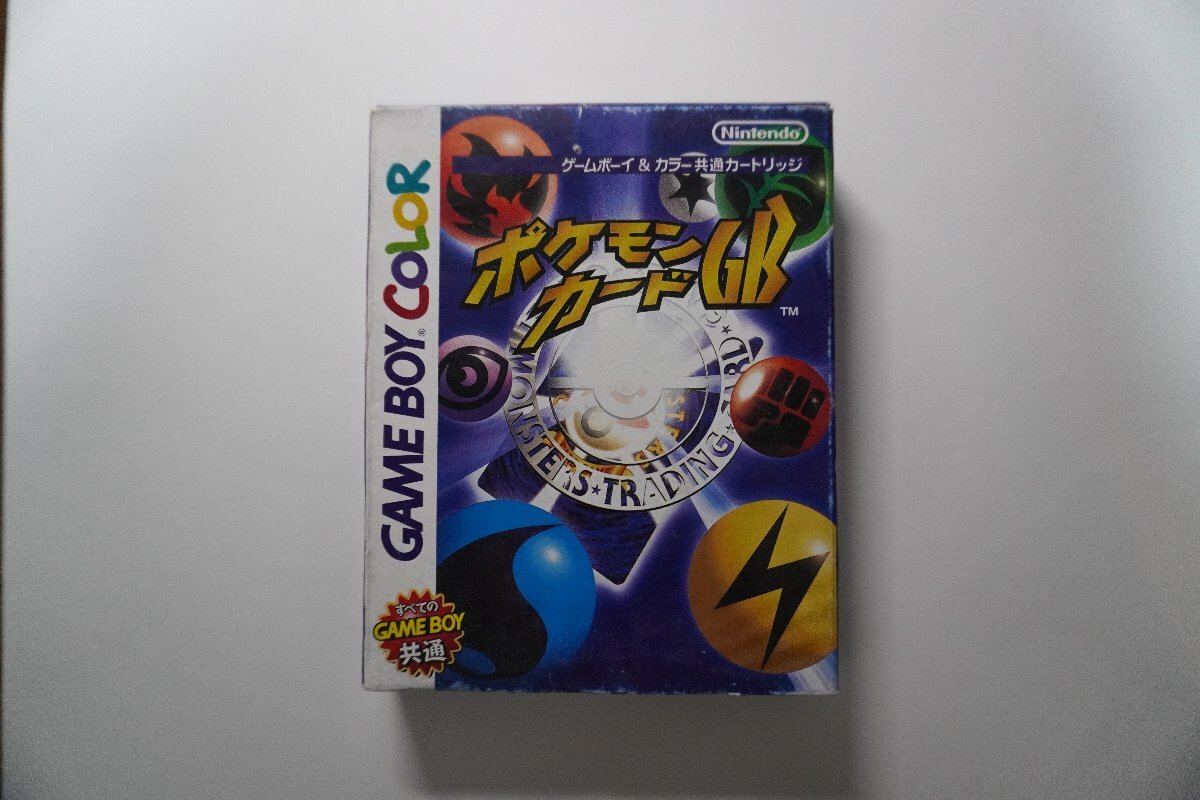 Nintendo
ゲームボーイ & カラー共通カートリッジ
ポケモン
カードGB
TM
GAME BOY COLOR
MONSTERS★TRADING★CARD★
すべての
GAME BOY
共通